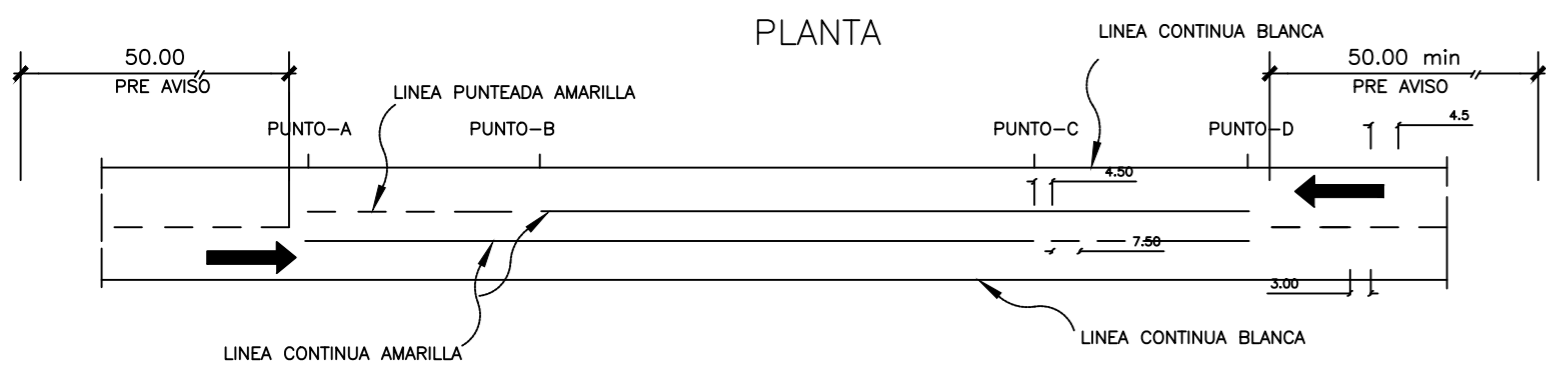 PLANTA
LINEA CONTINUA BLANCA
50.00
50.00 min
PRE AVISO
PRE AVISO
LINEA PUNTEADA AMARILLA
4.5
PUNTO-A
PUNTO-B
PUNTO-C
PUNTO-D
4.50
7.50
3.00
LINEA CONTINUA BLANCA
LINEA CONTINUA AMARILLA